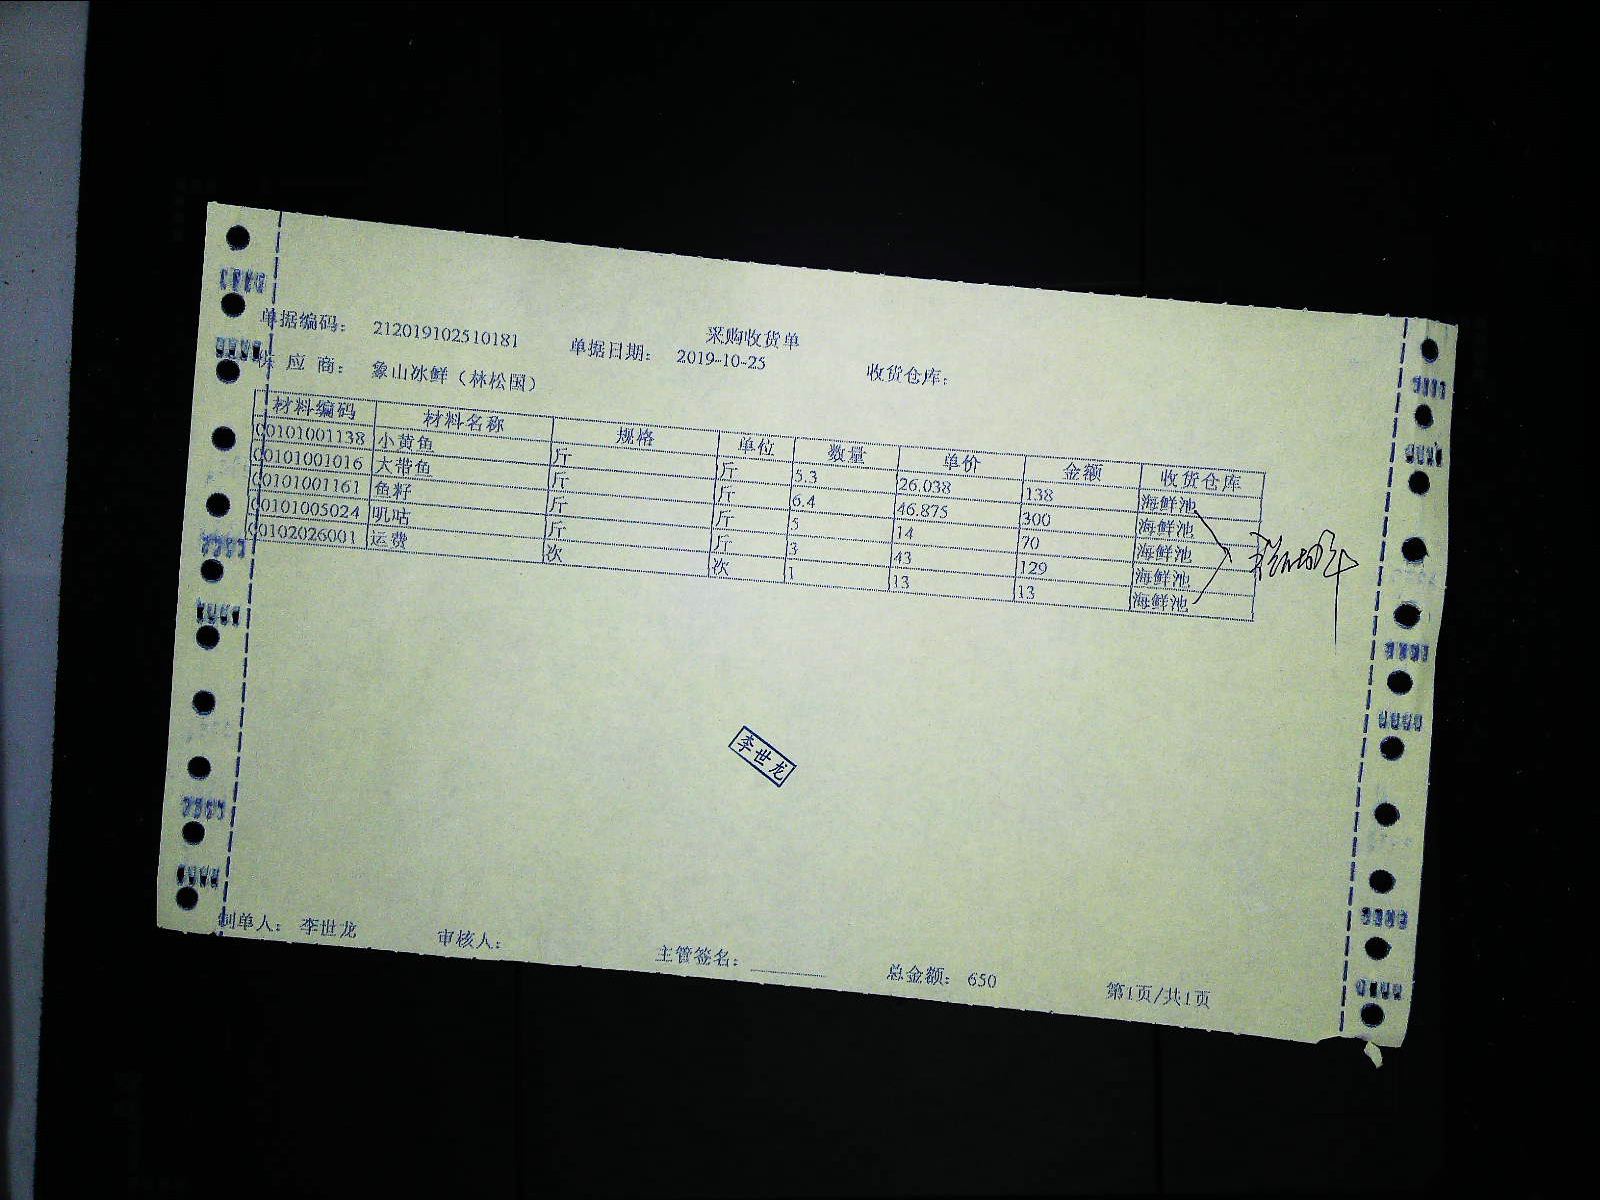 采购收货单
单据编码： 212019102510181 单据日期： 2019-10-25 收货仓库：
供 应 商： 象山冰鲜（林松国）
材料编码 材料名称 规格 单位 数量 单价 金额 收货仓库
00101001138 小黄鱼 斤 斤 5.3 26.038 138 海鲜池
00101001016 大带鱼 斤 斤 6.4 46.875 300 海鲜池
00101001161 鱼籽 斤 斤 5 14 70 海鲜池
00101005024 叽咕 斤 斤 3 43 129 海鲜池
00102026001 运费 次 次 1 13 13 海鲜池
李世龙
制单人： 李世龙 审核人： 主管签名： 总金额： 650 第1页/共1页